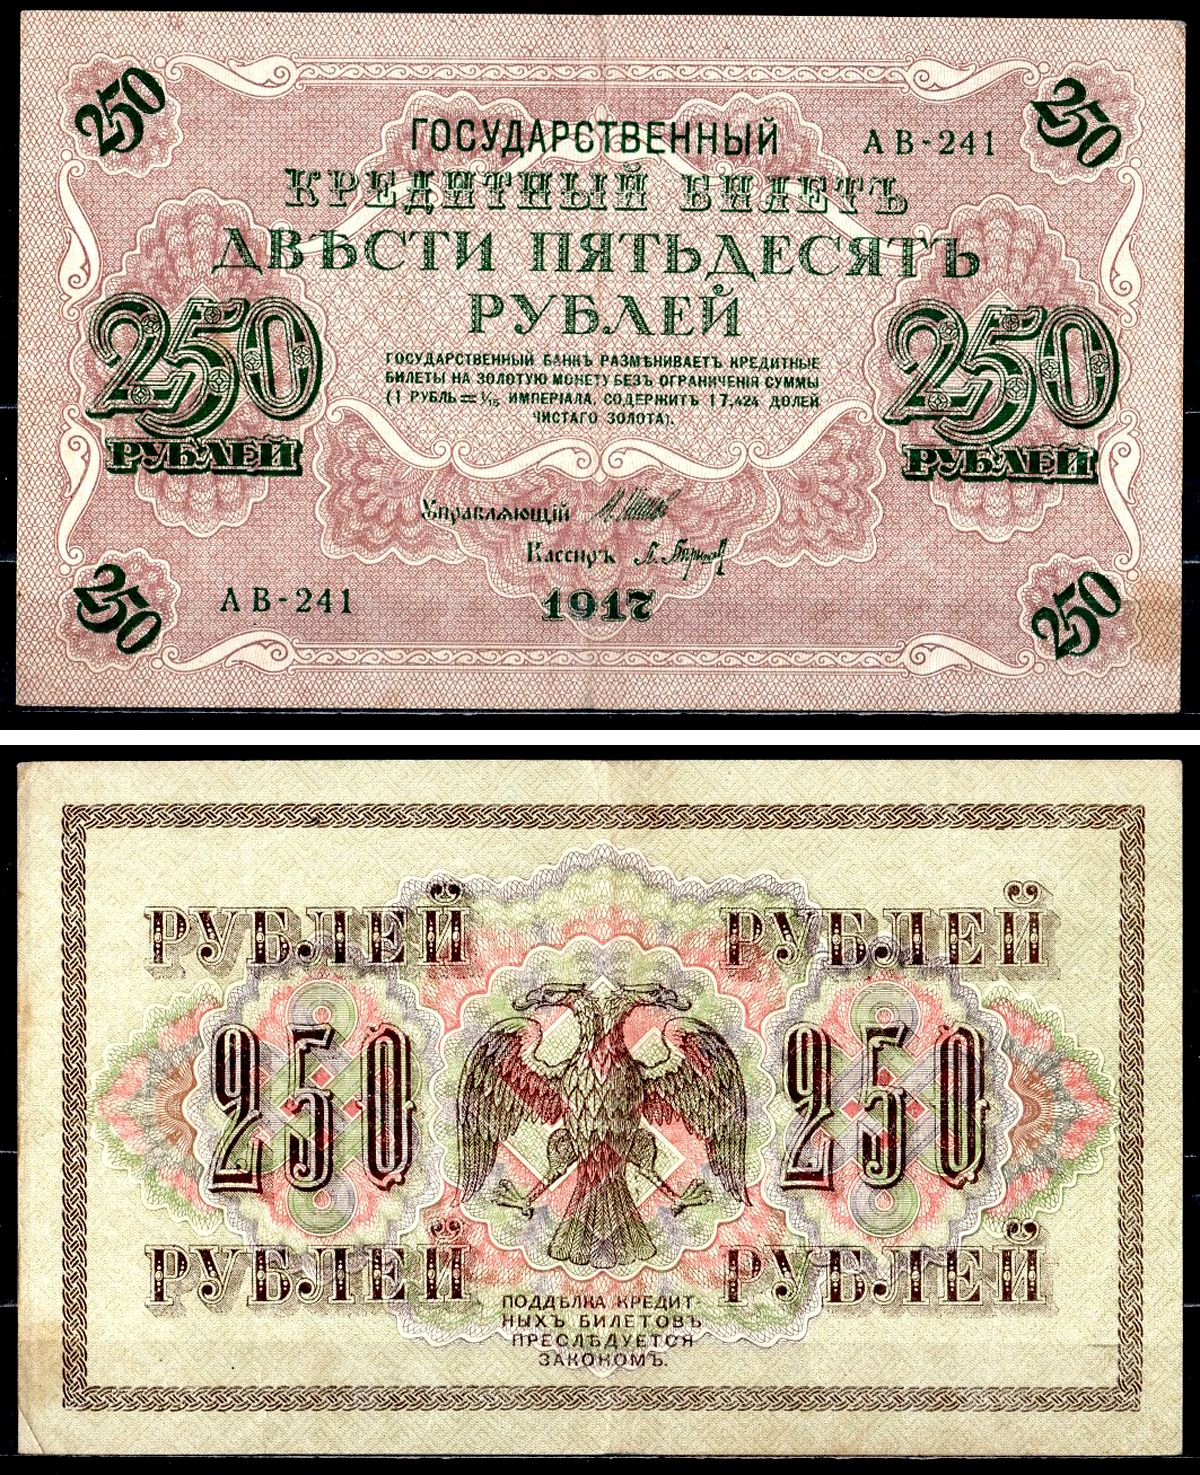 250 250
ГОСУДАРСТВЕННЫЙ АВ-241
КРЕДИТНЫЙ БИЛЕТЪ
ДВѢСТИ ПЯТЬДЕСЯТЪ
РУБЛЕЙ
250 250
РУБЛЕЙ РУБЛЕЙ
ГОСУДАРСТВЕННЫЙ БАНКЪ РАЗМѢНИВАЕТЪ КРЕДИТНЫЕ
БИЛЕТЫ НА ЗОЛОТУЮ МОНЕТУ БЕЗЪ ОГРАНИЧЕНІЯ СУММЫ
(1 РУБЛЬ = 1/15 ИМПЕРІАЛА, СОДЕРЖИТЪ 17,424 ДОЛЕЙ
ЧИСТАГО ЗОЛОТА).
Управляющій
Кассиръ
250 АВ-241 1917 250
РУБЛЕЙ РУБЛЕЙ
250 250
РУБЛЕЙ РУБЛЕЙ
ПОДДѢЛКА КРЕДИТ
НЫХЪ БИЛЕТОВЪ
ПРЕСЛѢДУЕТСЯ
ЗАКОНОМЪ.